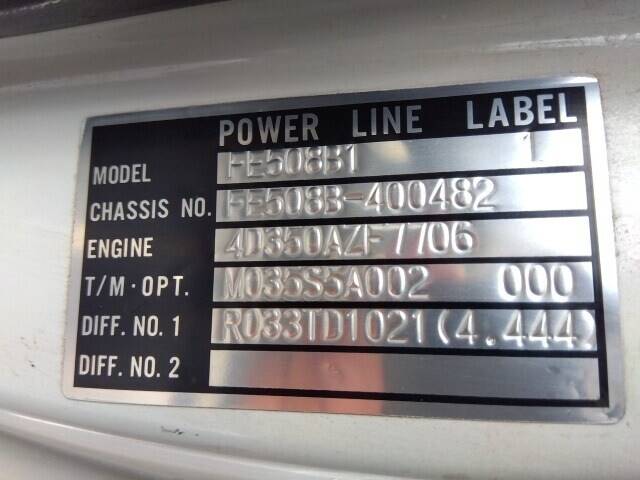 POWER LINE LABEL
MODEL FE508B1 L
CHASSIS NO. FE508B-400482
ENGINE 4D350AZF7706
T/M·OPT. M035S5A002 000
DIFF. NO. 1 R033TD1021(4.444)
DIFF. NO. 2